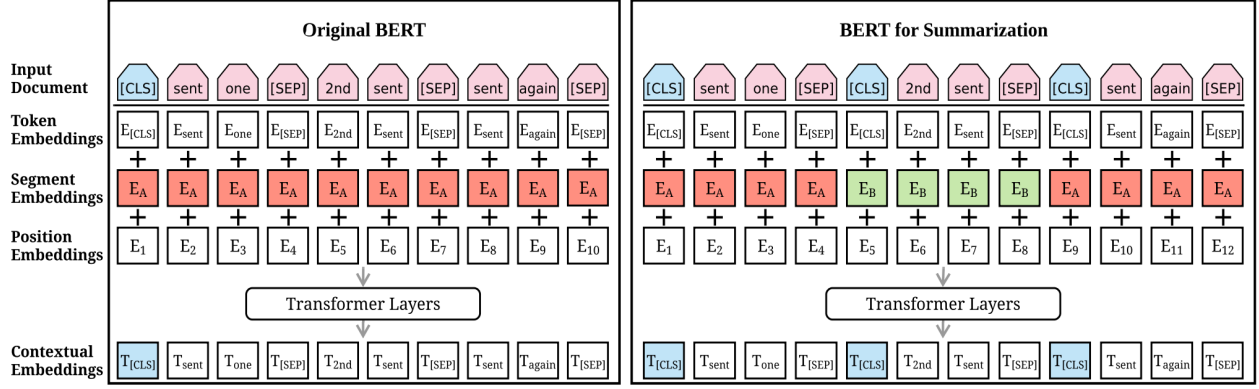 Original BERT
BERT for Summarization
Input Document
[CLS] sent one [SEP] 2nd sent [SEP] sent again [SEP]
[CLS] sent one [SEP] [CLS] 2nd sent [SEP] [CLS] sent again [SEP]
Token Embeddings
E[CLS] Esent Eone E[SEP] E2nd Esent E[SEP] Esent Eagain E[SEP]
E[CLS] Esent Eone E[SEP] E[CLS] E2nd Esent E[SEP] E[CLS] Esent Eagain E[SEP]
+ + + + + + + + + +
+ + + + + + + + + + + +
Segment Embeddings
EA EA EA EA EA EA EA EA EA EA
EA EA EA EA EB EB EB EB EA EA EA EA
+ + + + + + + + + +
+ + + + + + + + + + + +
Position Embeddings
E1 E2 E3 E4 E5 E6 E7 E8 E9 E10
E1 E2 E3 E4 E5 E6 E7 E8 E9 E10 E11 E12
Transformer Layers
Transformer Layers
Contextual Embeddings
T[CLS] Tsent Tone T[SEP] T2nd Tsent T[SEP] Tsent Tagain T[SEP]
T[CLS] Tsent Tone T[SEP] T[CLS] T2nd Tsent T[SEP] T[CLS] Tsent Tagain T[SEP]